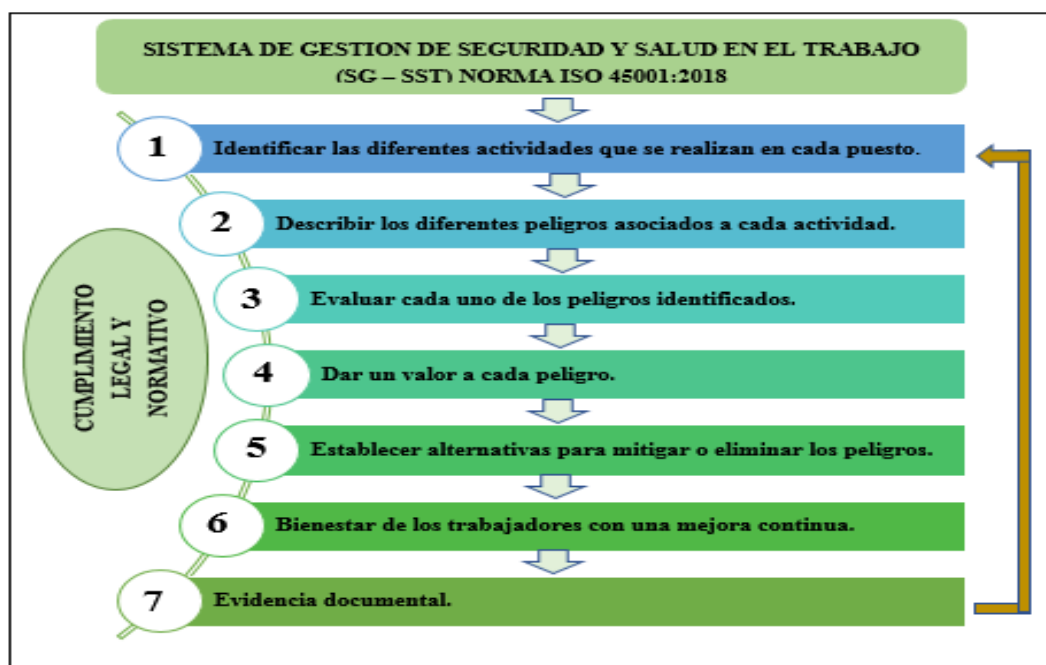 SISTEMA DE GESTION DE SEGURIDAD Y SALUD EN EL TRABAJO
(SG – SST) NORMA ISO 45001:2018
1
Identificar las diferentes actividades que se realizan en cada puesto.
2
Describir los diferentes peligros asociados a cada actividad.
3
Evaluar cada uno de los peligros identificados.
4
Dar un valor a cada peligro.
5
Establecer alternativas para mitigar o eliminar los peligros.
6
Bienestar de los trabajadores con una mejora continua.
7
Evidencia documental.
CUMPLIMIENTO
LEGAL Y
NORMATIVO